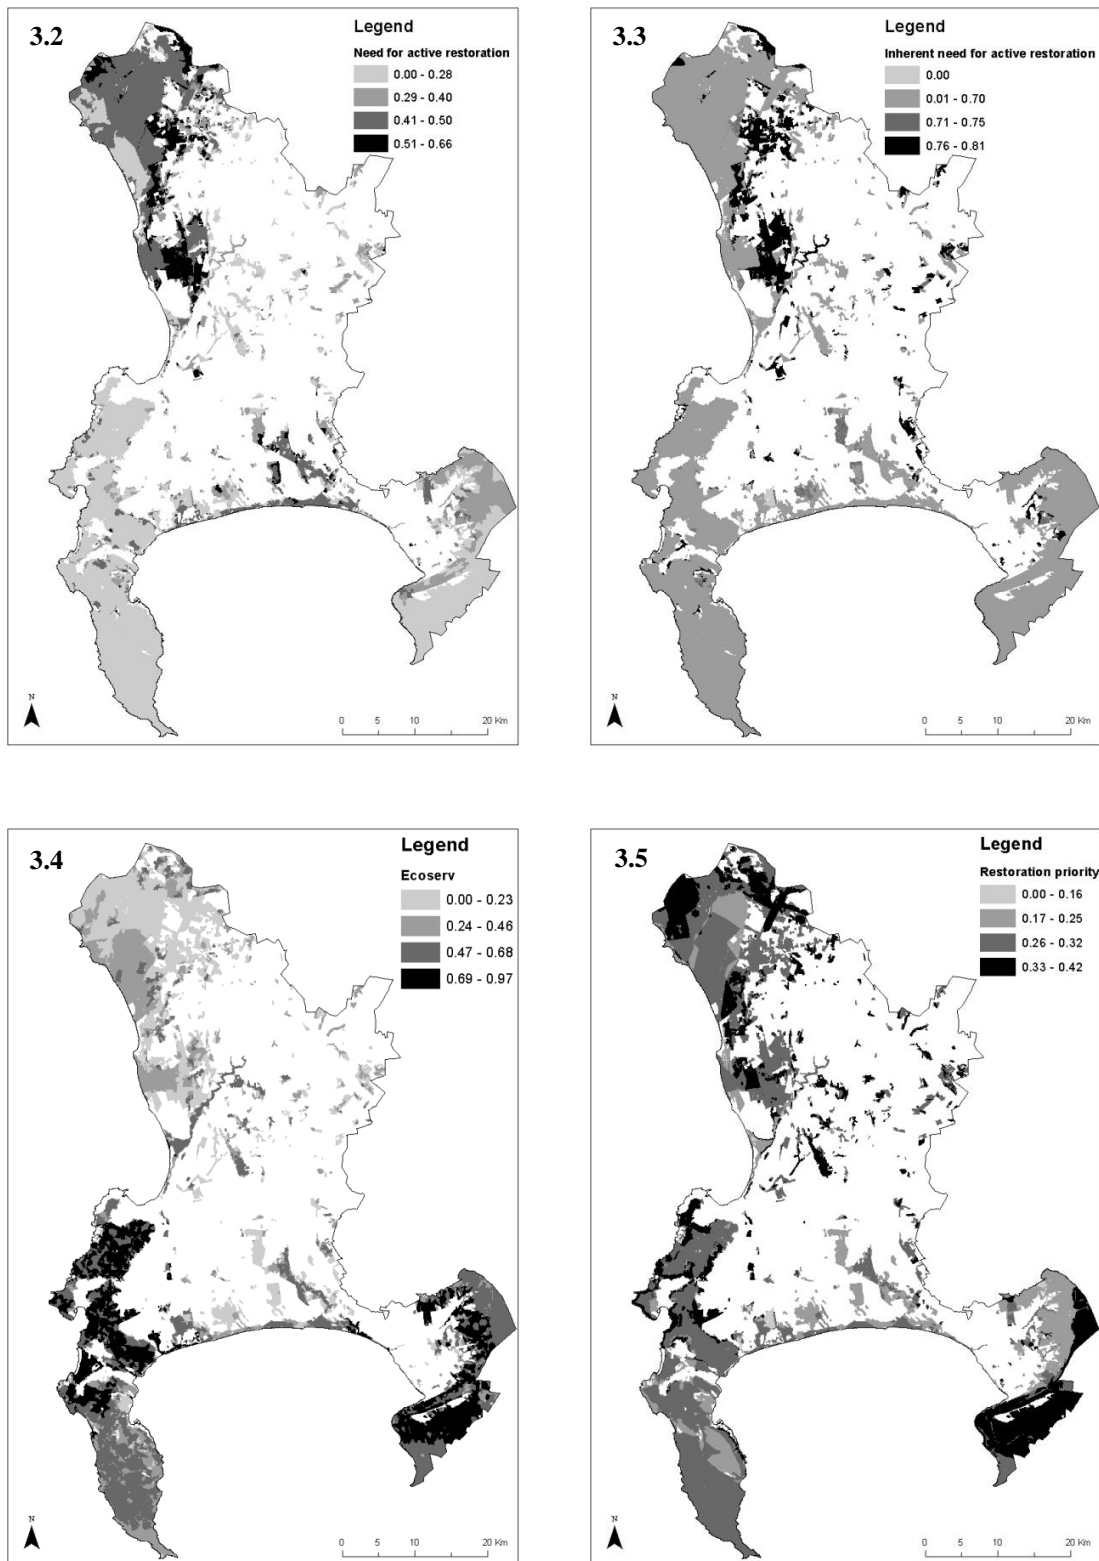 3.2
Legend
Need for active restoration
0.00 - 0.28
0.29 - 0.40
0.41 - 0.50
0.51 - 0.66
N
0 5 10 20 Km
3.3
Legend
Inherent need for active restoration
0.00
0.01 - 0.70
0.71 - 0.75
0.76 - 0.81
N
0 5 10 20 Km
3.4
Legend
Ecoserv
0.00 - 0.23
0.24 - 0.46
0.47 - 0.68
0.69 - 0.97
N
0 5 10 20 Km
3.5
Legend
Restoration priority
0.00 - 0.16
0.17 - 0.25
0.26 - 0.32
0.33 - 0.42
N
0 5 10 20 Km